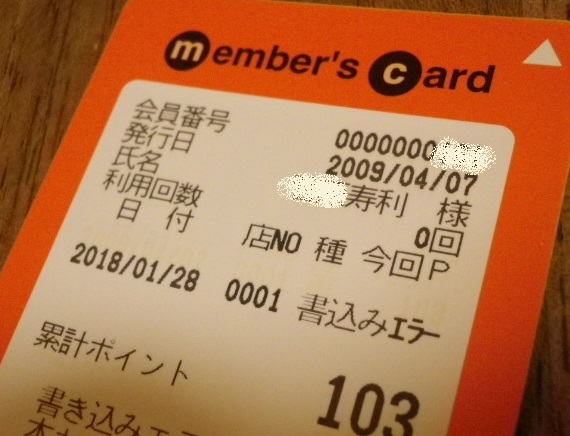 member's card
会員番号 0000000
発行日 2009/04/07
氏名 寿利 様
利用回数 0回
日 付 店NO 種 今回P
2018/01/28 0001 書込みエラー
累計ポイント 103
書き込みエラ